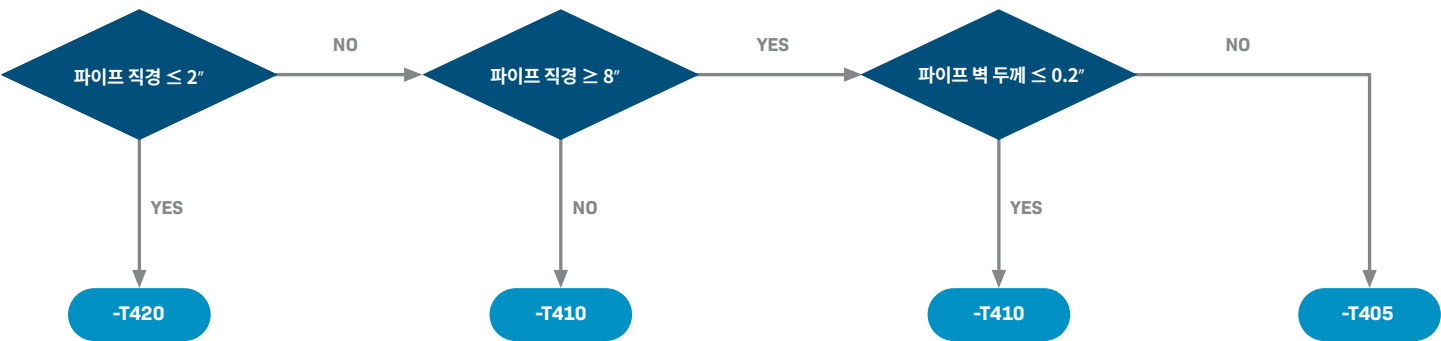 파이프 직경 ≤ 2″
NO
파이프 직경 ≥ 8″
YES
파이프 벽 두께 ≤ 0.2″
NO
YES
NO
YES
-T420
-T410
-T410
-T405